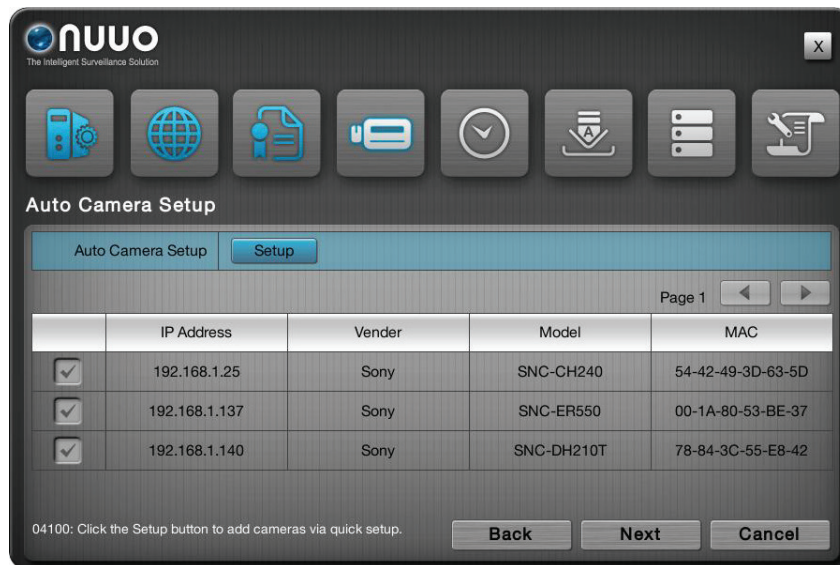 nuuo
The Intelligent Surveillance Solution
X
A
Auto Camera Setup
Auto Camera Setup Setup
Page 1
IP Address Vender Model MAC
192.168.1.25 Sony SNC-CH240 54-42-49-3D-63-5D
192.168.1.137 Sony SNC-ER550 00-1A-80-53-BE-37
192.168.1.140 Sony SNC-DH210T 78-84-3C-55-E8-42
04100: Click the Setup button to add cameras via quick setup.
Back Next Cancel